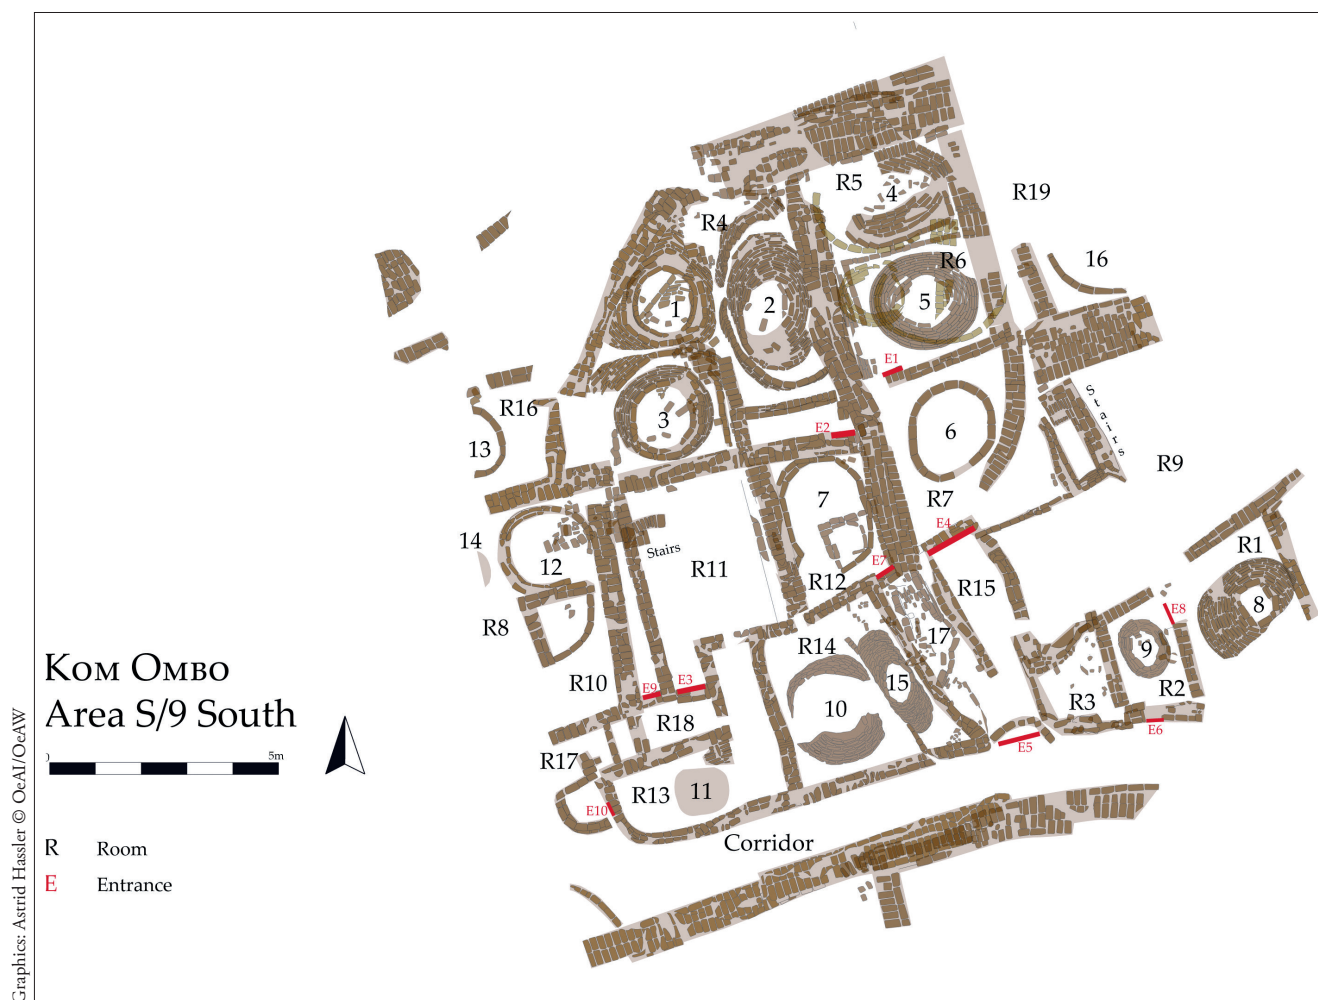 R5
4
R19
R4
R6
16
1
2
5
E1
Stairs
R16
3
E2
6
13
R9
7
R7
14
Stairs
E4
12
R11
E7
R12
R15
R1
8
R8
R14
17
E8
9
R10
E9
E3
15
R2
KOM OMBO
Area S/9 South
10
R3
R18
E5
E6
0
5m
R17
R13
11
E10
Corridor
R Room
E Entrance
Graphics: Astrid Hassler © OeAI/OeAW